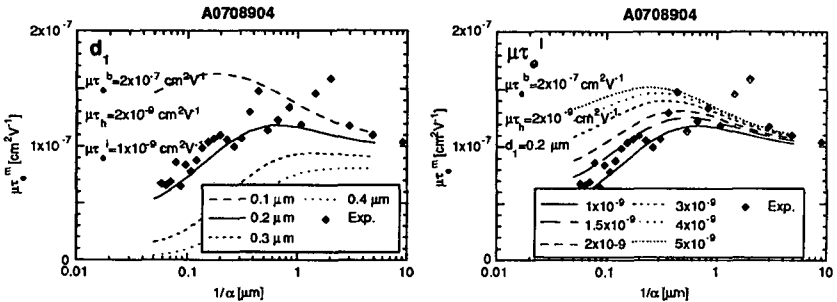 A0708904
2x10⁻⁷
1x10⁻⁷
0x10⁰
μτₑᵐ [cm²V⁻¹]
d₁
μτₑᵇ=2x10⁻⁷ cm²V⁻¹
μτₕ=2x10⁻⁹ cm²V⁻¹
μτₑⁱ=1x10⁻⁹ cm²V⁻¹
0.1 μm
0.4 μm
0.2 μm
Exp.
0.3 μm
0.01 0.1 1 10
1/α [μm]
A0708904
2x10⁻⁷
1x10⁻⁷
0x10⁰
μτₑᵐ [cm²V⁻¹]
μτₑⁱ
μτₑᵇ=2x10⁻⁷ cm²V⁻¹
μτₕ=2x10⁻⁹ cm²V⁻¹
d₁=0.2 μm
1x10⁻⁹
3x10⁻⁹
Exp.
1.5x10⁻⁹
4x10⁻⁹
2x10-⁹
5x10⁻⁹
0.01 0.1 1 10
1/α [μm]